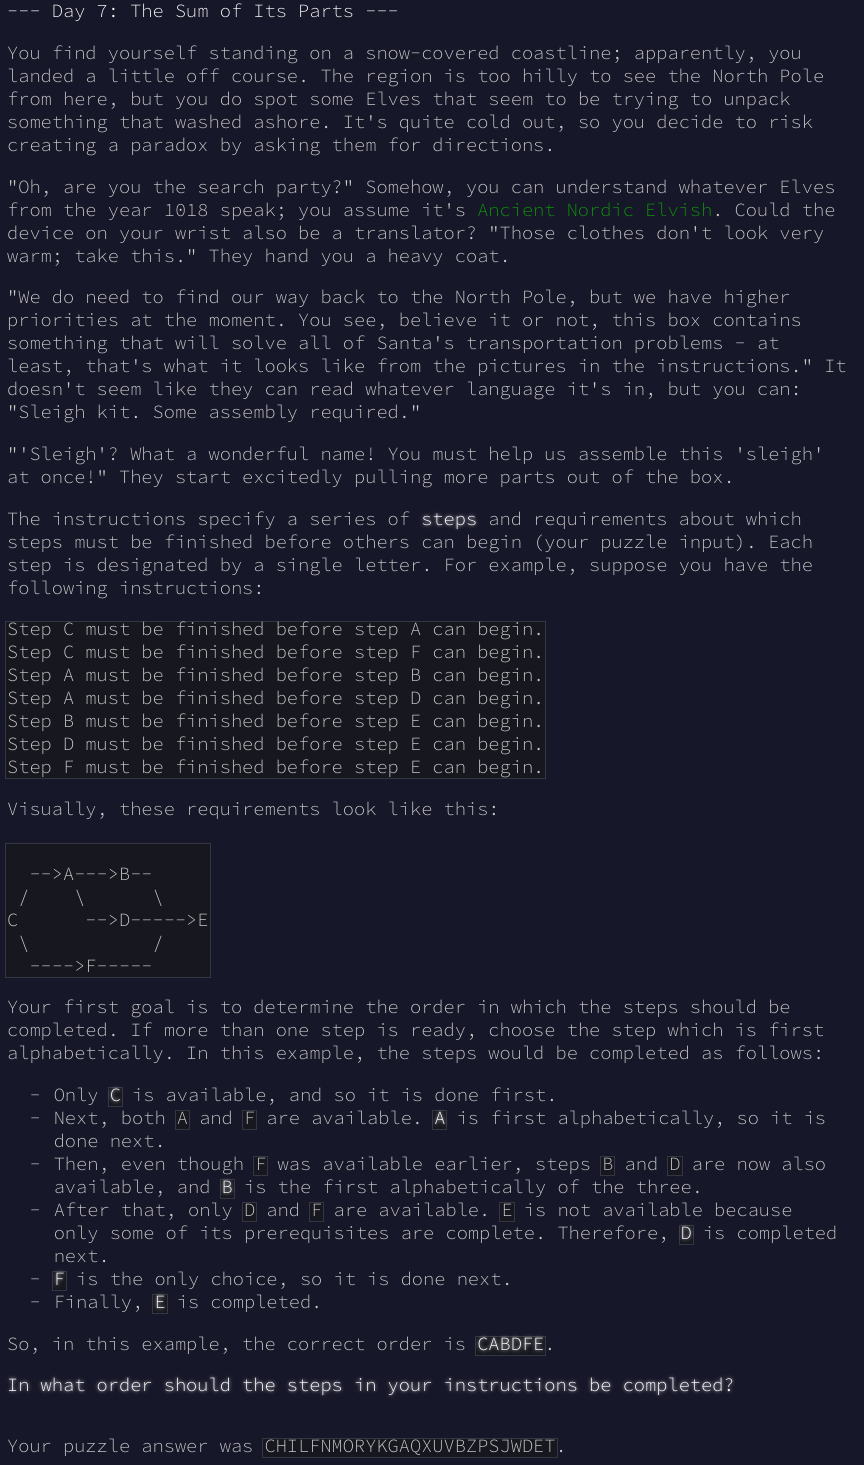 --- Day 7: The Sum of Its Parts ---
You find yourself standing on a snow-covered coastline; apparently, you
landed a little off course. The region is too hilly to see the North Pole
from here, but you do spot some Elves that seem to be trying to unpack
something that washed ashore. It's quite cold out, so you decide to risk
creating a paradox by asking them for directions.
"Oh, are you the search party?" Somehow, you can understand whatever Elves
from the year 1018 speak; you assume it's Ancient Nordic Elvish. Could the
device on your wrist also be a translator? "Those clothes don't look very
warm; take this." They hand you a heavy coat.
"We do need to find our way back to the North Pole, but we have higher
priorities at the moment. You see, believe it or not, this box contains
something that will solve all of Santa's transportation problems - at
least, that's what it looks like from the pictures in the instructions." It
doesn't seem like they can read whatever language it's in, but you can:
"Sleigh kit. Some assembly required."
"'Sleigh'? What a wonderful name! You must help us assemble this 'sleigh'
at once!" They start excitedly pulling more parts out of the box.
The instructions specify a series of steps and requirements about which
steps must be finished before others can begin (your puzzle input). Each
step is designated by a single letter. For example, suppose you have the
following instructions:
Step C must be finished before step A can begin.
Step C must be finished before step F can begin.
Step A must be finished before step B can begin.
Step A must be finished before step D can begin.
Step B must be finished before step E can begin.
Step D must be finished before step E can begin.
Step F must be finished before step E can begin.
Visually, these requirements look like this:
  -->A--->B--
 /    \      \
C      -->D----->E
 \           /
  ---->F-----
Your first goal is to determine the order in which the steps should be
completed. If more than one step is ready, choose the step which is first
alphabetically. In this example, the steps would be completed as follows:
- Only C is available, and so it is done first.
- Next, both A and F are available. A is first alphabetically, so it is
done next.
- Then, even though F was available earlier, steps B and D are now also
available, and B is the first alphabetically of the three.
- After that, only D and F are available. E is not available because
only some of its prerequisites are complete. Therefore, D is completed
next.
- F is the only choice, so it is done next.
- Finally, E is completed.
So, in this example, the correct order is CABDFE.
In what order should the steps in your instructions be completed?
Your puzzle answer was CHILFNMORYKGAQXUVBZPSJWDET.